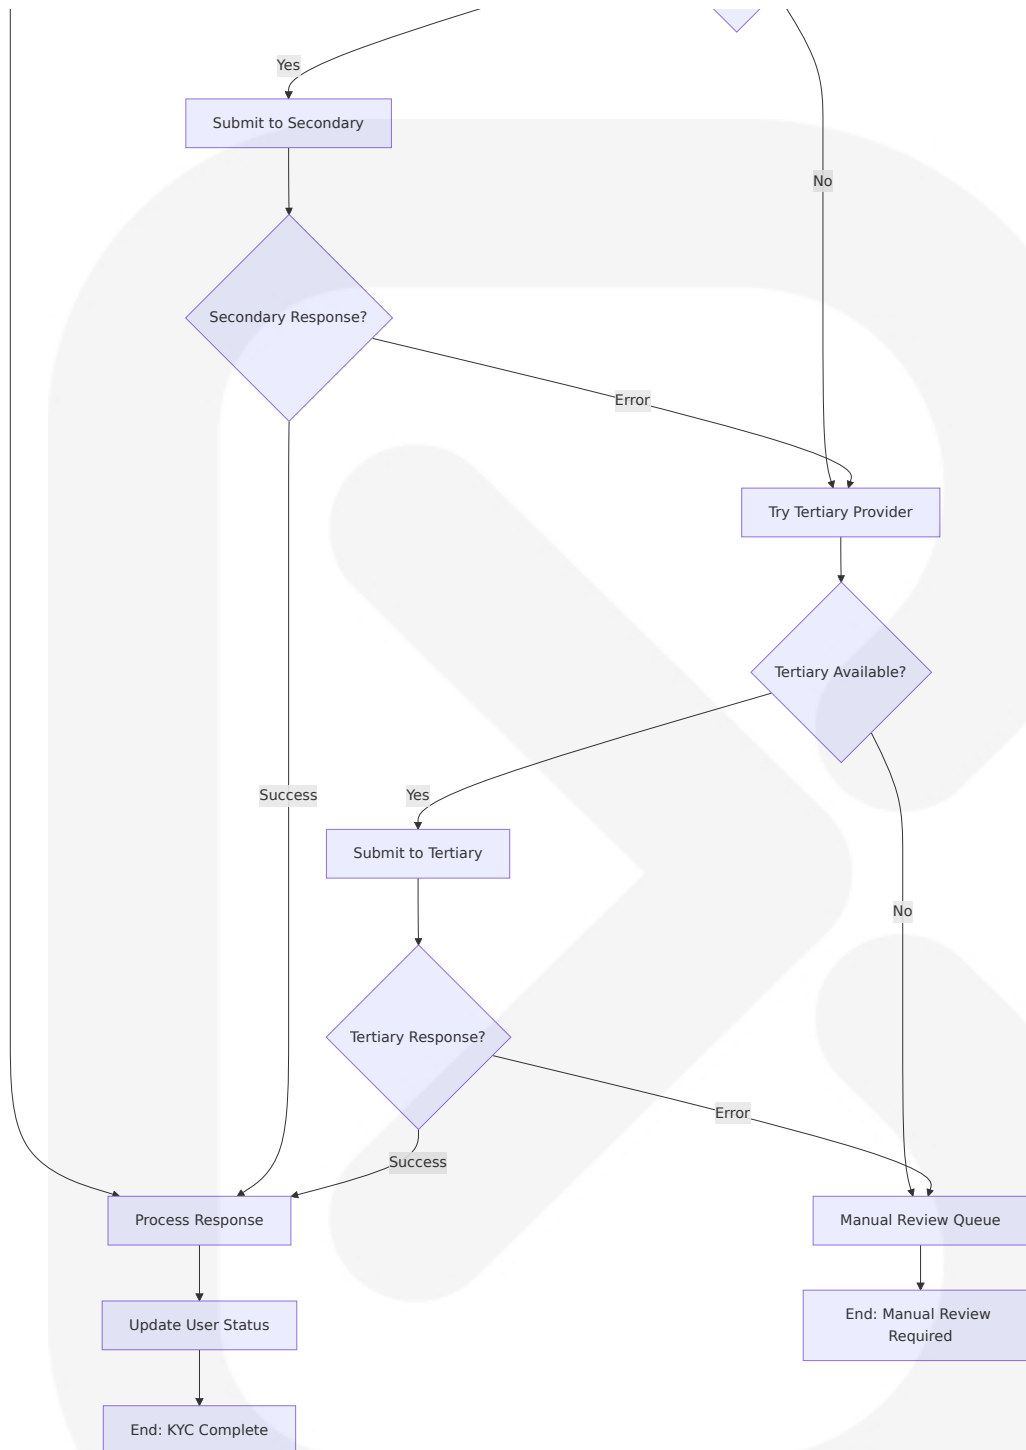 Yes
Submit to Secondary
No
Secondary Response?
Error
Try Tertiary Provider
Tertiary Available?
Success
Yes
Submit to Tertiary
No
Tertiary Response?
Error
Success
Process Response
Manual Review Queue
Update User Status
End: Manual Review
Required
End: KYC Complete